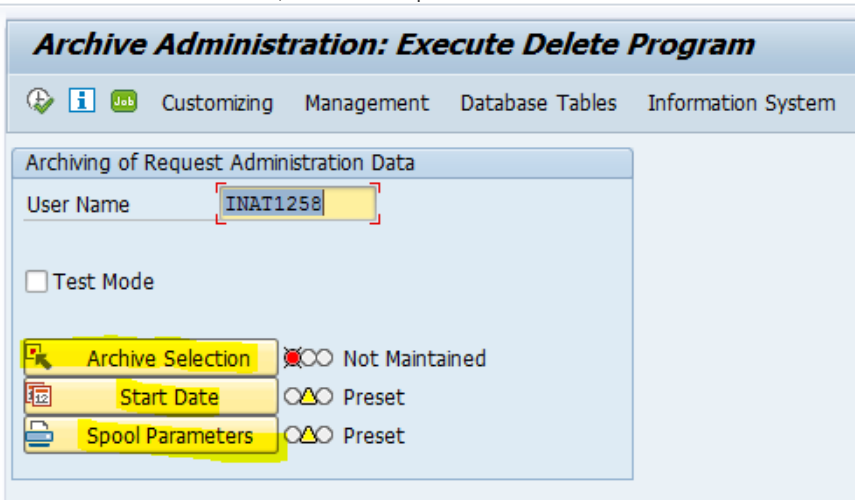 Archive Administration: Execute Delete Program
Job Customizing Management Database Tables Information System
Archiving of Request Administration Data
User Name INAT1258
Test Mode
Archive Selection Not Maintained
12 Start Date Preset
Spool Parameters Preset